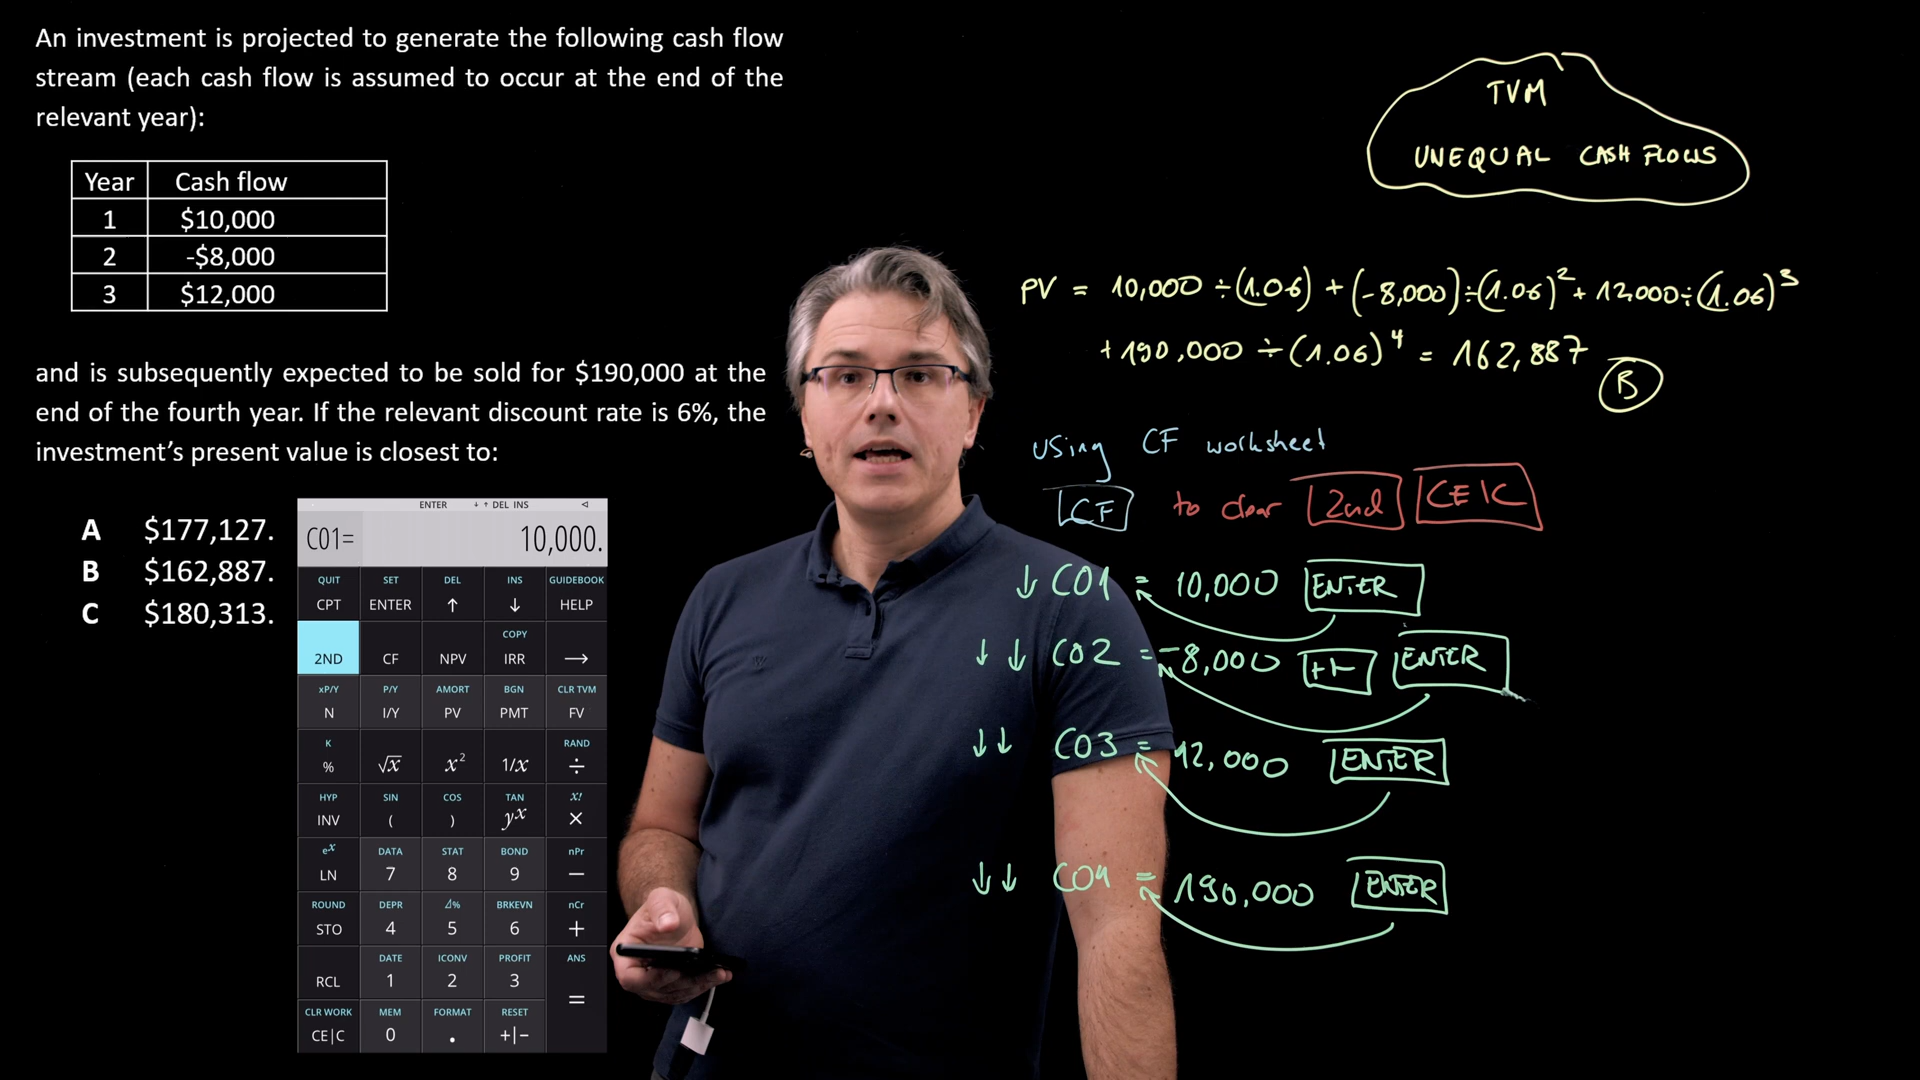 An investment is projected to generate the following cash flow
stream (each cash flow is assumed to occur at the end of the
relevant year):
Year Cash flow
1 $10,000
2 -$8,000
3 $12,000
and is subsequently expected to be sold for $190,000 at the
end of the fourth year. If the relevant discount rate is 6%, the
investment's present value is closest to:
A $177,127.
B $162,887.
C $180,313.
ENTER ↓ ↑ DEL INS ◁
C01= 10,000.
QUIT SET DEL INS GUIDEBOOK
CPT ENTER ↑ ↓ HELP
COPY
2ND CF NPV IRR →
xP/Y P/Y AMORT BGN CLR TVM
N I/Y PV PMT FV
K RAND
% √x x² 1/x ÷
HYP SIN COS TAN x!
INV ( ) yˣ ×
eˣ DATA STAT BOND nPr
LN 7 8 9 −
ROUND DEPR Δ% BRKEVN nCr
STO 4 5 6 +
DATE ICONV PROFIT ANS
RCL 1 2 3 =
CLR WORK MEM FORMAT RESET
CE|C 0 . +|−
TVM
UNEQUAL CASH FLOWS
PV = 10,000 ÷ (1.06) + (-8,000) ÷ (1.06)² + 12,000 ÷ (1.06)³
+ 190,000 ÷ (1.06)⁴ = 162,887
B
using CF worksheet
CF to clear 2nd CE|C
↓ C01 = 10,000 ENTER
↓ ↓ C02 = -8,000 +|- ENTER
↓ ↓ C03 = 12,000 ENTER
↓ ↓ C04 = 190,000 ENTER